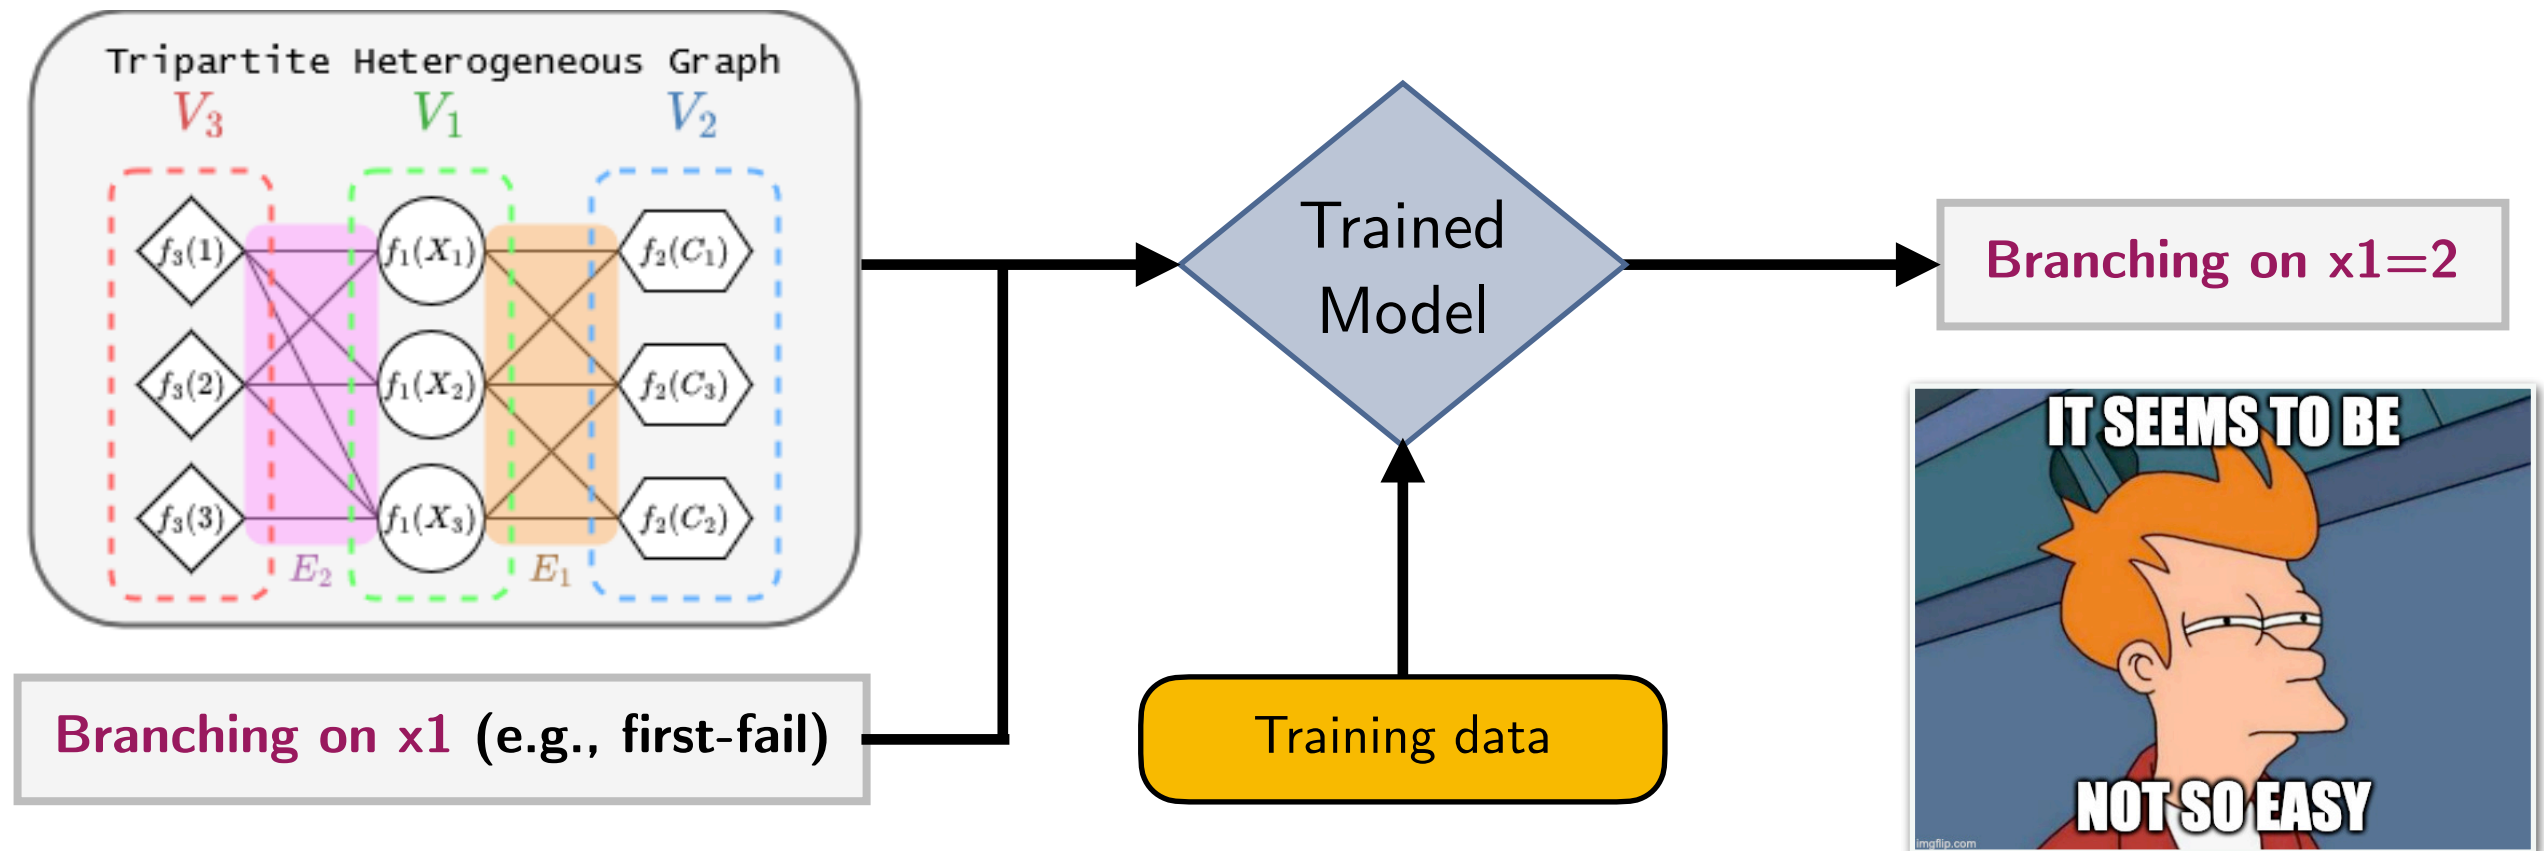 Tripartite Heterogeneous Graph
V₃ V₁ V₂
f₃(1) f₁(X₁) f₂(C₁)
f₃(2) f₁(X₂) f₂(C₃)
f₃(3) f₁(X₃) f₂(C₂)
E₂ E₁
Branching on x1 (e.g., first-fail)
Trained
Model
Training data
Branching on x1=2
IT SEEMS TO BE
NOT SO EASY
imgflip.com